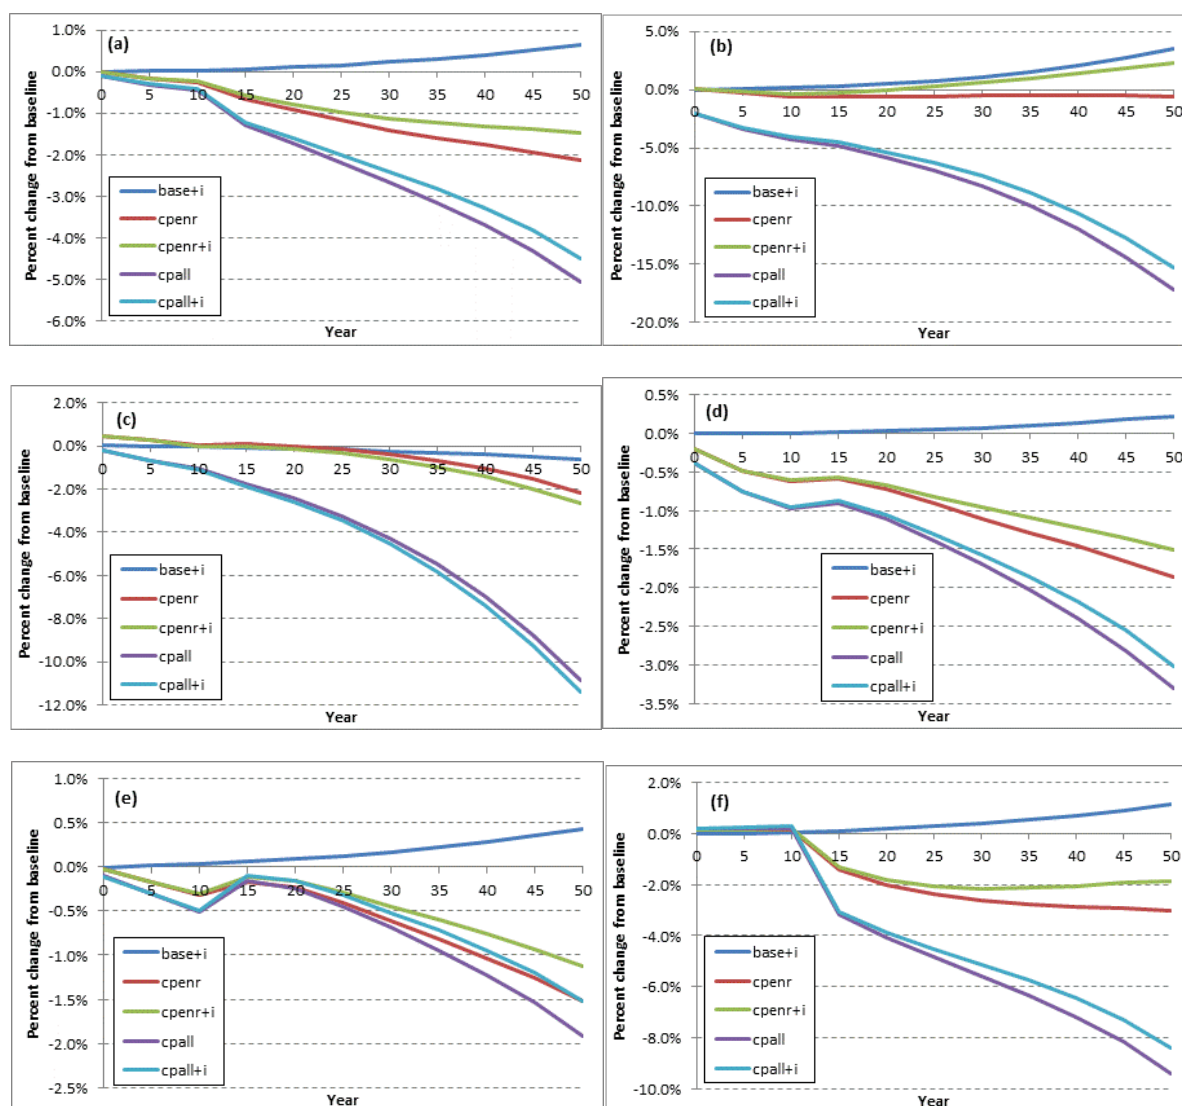 (a)
Percent change from baseline
1.0%
0.0%
-1.0%
-2.0%
-3.0%
-4.0%
-5.0%
-6.0%
0 5 10 15 20 25 30 35 40 45 50
base+i
cpenr
cpenr+i
cpall
cpall+i
Year
(b)
Percent change from baseline
5.0%
0.0%
-5.0%
-10.0%
-15.0%
-20.0%
0 5 10 15 20 25 30 35 40 45 50
base+i
cpenr
cpenr+i
cpall
cpall+i
Year
(c)
Percent change from baseline
2.0%
0.0%
-2.0%
-4.0%
-6.0%
-8.0%
-10.0%
-12.0%
0 5 10 15 20 25 30 35 40 45 50
base+i
cpenr
cpenr+i
cpall
cpall+i
Year
(d)
Percent change from baseline
0.5%
0.0%
-0.5%
-1.0%
-1.5%
-2.0%
-2.5%
-3.0%
-3.5%
0 5 10 15 20 25 30 35 40 45 50
base+i
cpenr
cpenr+i
cpall
cpall+i
Year
(e)
Percent change from baseline
1.0%
0.5%
0.0%
-0.5%
-1.0%
-1.5%
-2.0%
-2.5%
0 5 10 15 20 25 30 35 40 45 50
base+i
cpenr
cpenr+i
cpall
cpall+i
Year
(f)
Percent change from baseline
2.0%
0.0%
-2.0%
-4.0%
-6.0%
-8.0%
-10.0%
0 5 10 15 20 25 30 35 40 45 50
base+i
cpenr
cpenr+i
cpall
cpall+i
Year